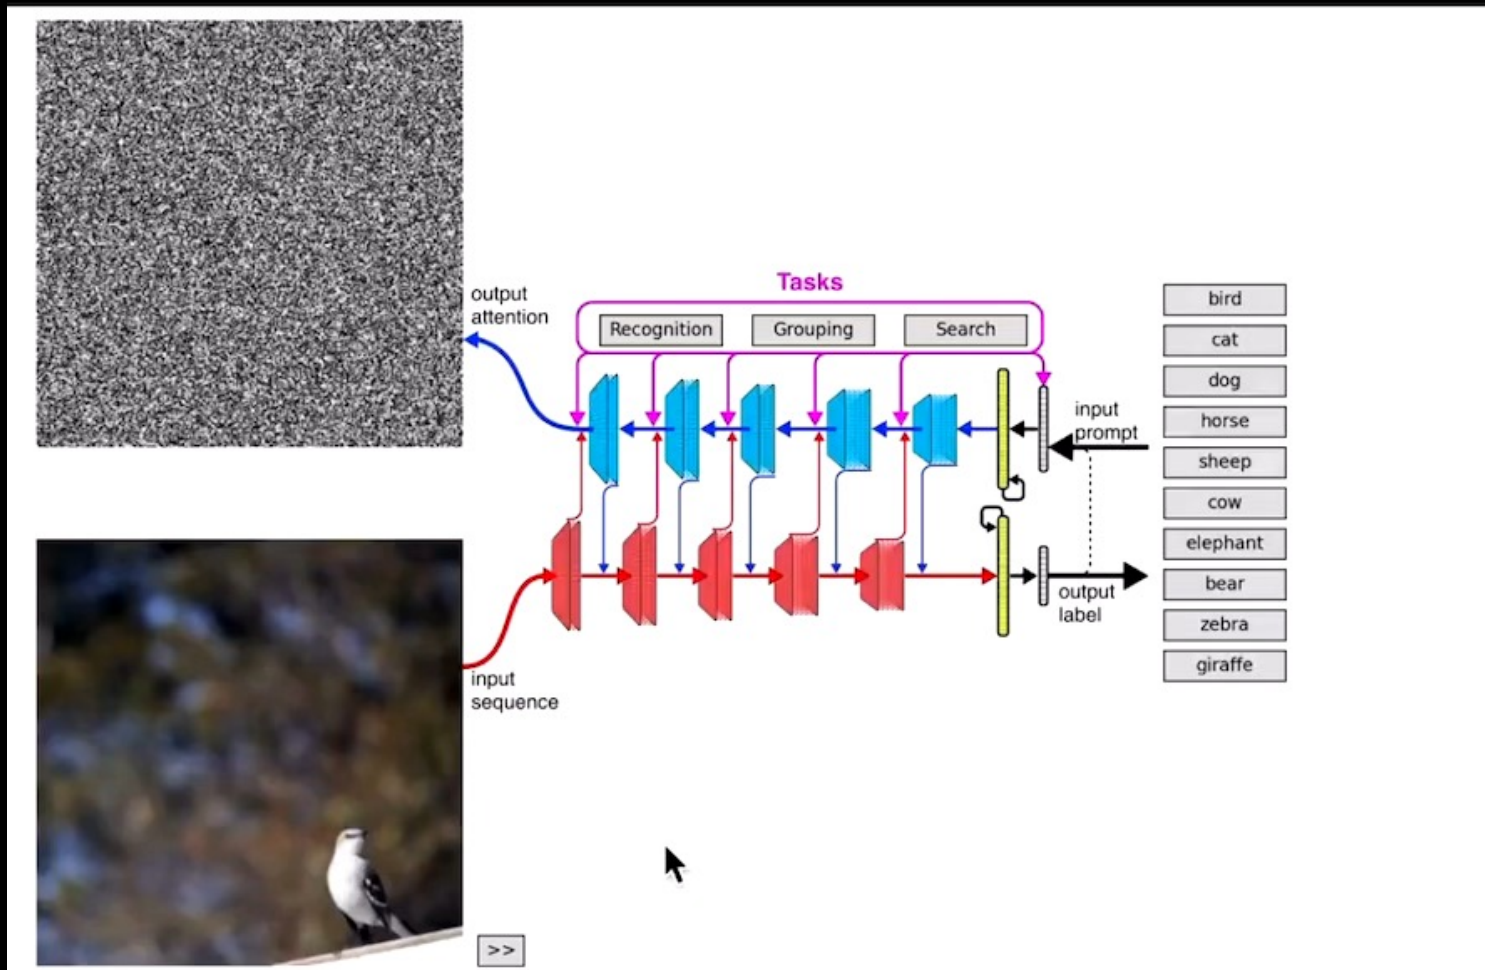 Tasks
output
attention
Recognition
Grouping
Search
input
prompt
bird
cat
dog
horse
sheep
cow
elephant
bear
zebra
giraffe
output
label
input
sequence
>>